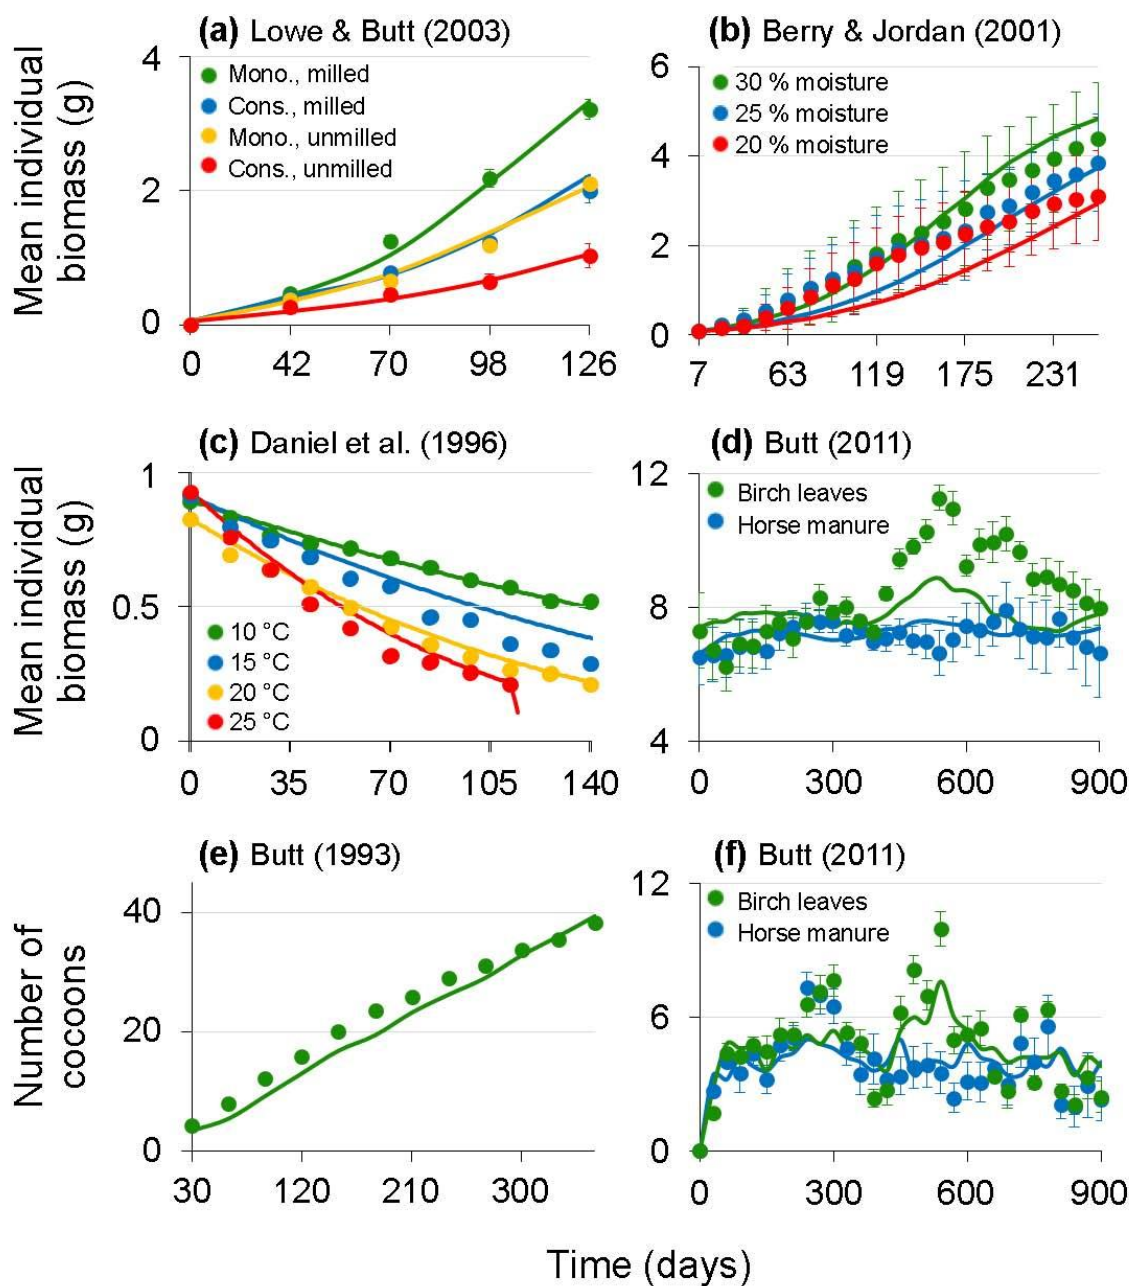 (a) Lowe & Butt (2003)
Mean individual
biomass (g)
4
2
0
Mono., milled
Cons., milled
Mono., unmilled
Cons., unmilled
0 42 70 98 126
(b) Berry & Jordan (2001)
6
4
2
0
30 % moisture
25 % moisture
20 % moisture
7 63 119 175 231
(c) Daniel et al. (1996)
Mean individual
biomass (g)
1
0.5
0
10 °C
15 °C
20 °C
25 °C
0 35 70 105 140
(d) Butt (2011)
12
8
4
Birch leaves
Horse manure
0 300 600 900
(e) Butt (1993)
Number of
cocoons
40
20
0
30 120 210 300
(f) Butt (2011)
12
6
0
Birch leaves
Horse manure
0 300 600 900
Time (days)